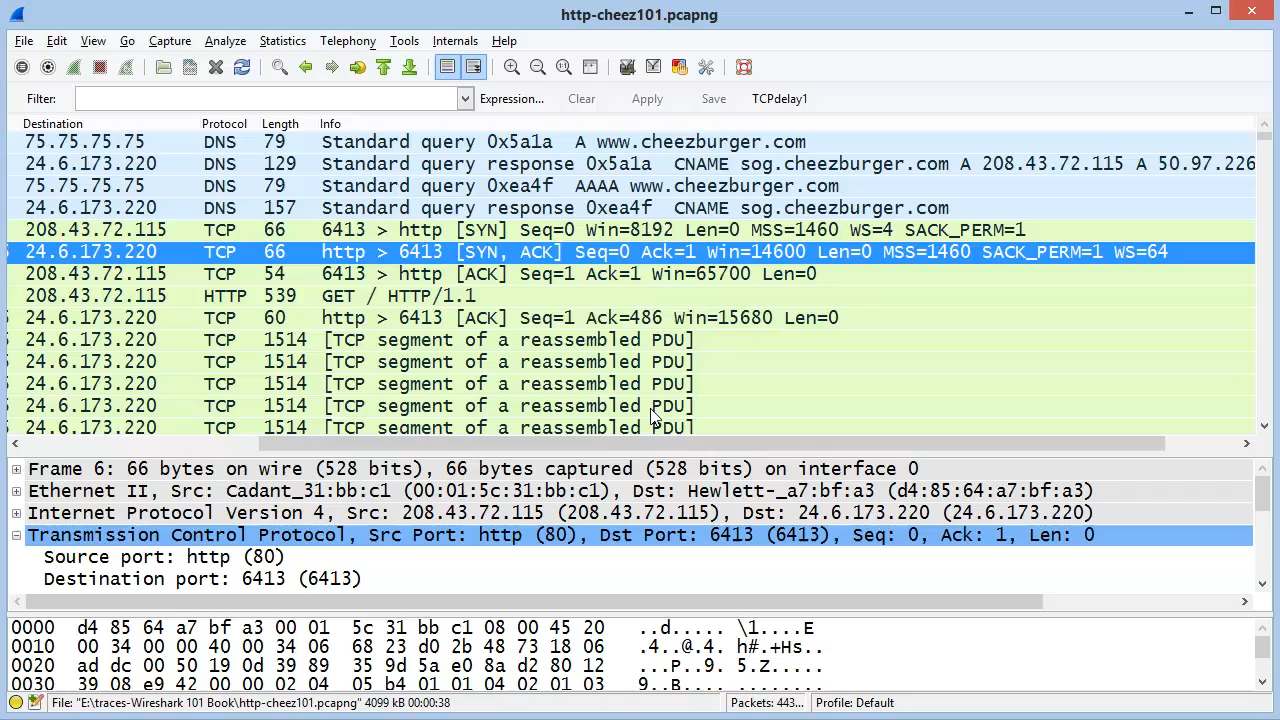 http-cheez101.pcapng
File Edit View Go Capture Analyze Statistics Telephony Tools Internals Help
Filter: Expression... Clear Apply Save TCPdelay1
Destination Protocol Length Info
75.75.75.75 DNS 79 Standard query 0x5a1a A www.cheezburger.com
24.6.173.220 DNS 129 Standard query response 0x5a1a CNAME sog.cheezburger.com A 208.43.72.115 A 50.97.226
75.75.75.75 DNS 79 Standard query 0xea4f AAAA www.cheezburger.com
24.6.173.220 DNS 157 Standard query response 0xea4f CNAME sog.cheezburger.com
208.43.72.115 TCP 66 6413 > http [SYN] Seq=0 Win=8192 Len=0 MSS=1460 WS=4 SACK_PERM=1
24.6.173.220 TCP 66 http > 6413 [SYN, ACK] Seq=0 Ack=1 Win=14600 Len=0 MSS=1460 SACK_PERM=1 WS=64
208.43.72.115 TCP 54 6413 > http [ACK] Seq=1 Ack=1 Win=65700 Len=0
208.43.72.115 HTTP 539 GET / HTTP/1.1
24.6.173.220 TCP 60 http > 6413 [ACK] Seq=1 Ack=486 Win=15680 Len=0
24.6.173.220 TCP 1514 [TCP segment of a reassembled PDU]
24.6.173.220 TCP 1514 [TCP segment of a reassembled PDU]
24.6.173.220 TCP 1514 [TCP segment of a reassembled PDU]
24.6.173.220 TCP 1514 [TCP segment of a reassembled PDU]
24.6.173.220 TCP 1514 [TCP segment of a reassembled PDU]
Frame 6: 66 bytes on wire (528 bits), 66 bytes captured (528 bits) on interface 0
Ethernet II, Src: Cadant_31:bb:c1 (00:01:5c:31:bb:c1), Dst: Hewlett-_a7:bf:a3 (d4:85:64:a7:bf:a3)
Internet Protocol Version 4, Src: 208.43.72.115 (208.43.72.115), Dst: 24.6.173.220 (24.6.173.220)
Transmission Control Protocol, Src Port: http (80), Dst Port: 6413 (6413), Seq: 0, Ack: 1, Len: 0
Source port: http (80)
Destination port: 6413 (6413)
0000 d4 85 64 a7 bf a3 00 01 5c 31 bb c1 08 00 45 20 ..d..... \1....E
0010 00 34 00 00 40 00 34 06 68 23 d0 2b 48 73 18 06 .4..@.4. h#.+Hs..
0020 ad dc 00 50 19 0d 39 89 35 9d 5a e0 8a d2 80 12 ...P..9. 5.Z.....
0030 39 08 e9 42 00 00 02 04 05 b4 01 01 04 02 01 03 9..B.... ........
File: "E:\traces-Wireshark 101 Book\http-cheez101.pcapng" 4099 kB 00:00:38 Packets: 443... Profile: Default